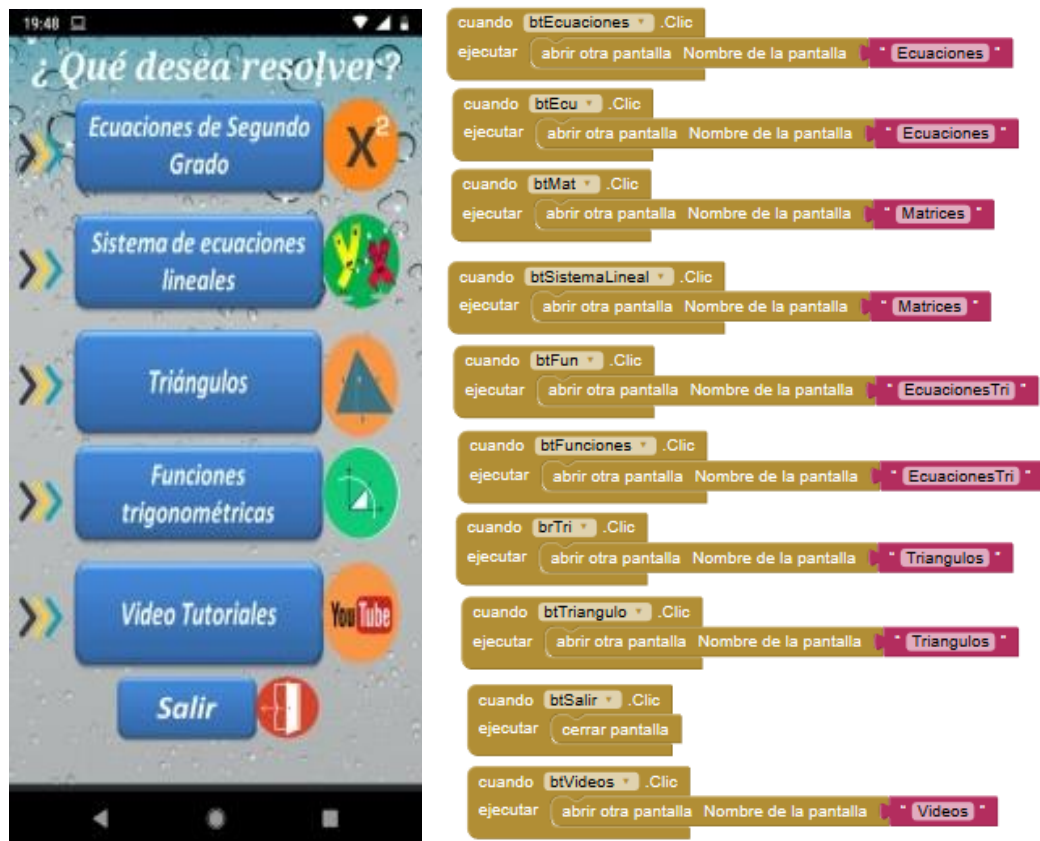 19:48
¿ Qué desea resolver?
Ecuaciones de Segundo
Grado
X²
Sistema de ecuaciones
lineales
Y X
Triángulos
Funciones
trigonométricas
Video Tutoriales
YouTube
Salir
cuando btEcuaciones .Clic
ejecutar abrir otra pantalla Nombre de la pantalla " Ecuaciones "
cuando btEcu .Clic
ejecutar abrir otra pantalla Nombre de la pantalla " Ecuaciones "
cuando btMat .Clic
ejecutar abrir otra pantalla Nombre de la pantalla " Matrices "
cuando btSistemaLineal .Clic
ejecutar abrir otra pantalla Nombre de la pantalla " Matrices "
cuando btFun .Clic
ejecutar abrir otra pantalla Nombre de la pantalla " EcuacionesTri "
cuando btFunciones .Clic
ejecutar abrir otra pantalla Nombre de la pantalla " EcuacionesTri "
cuando brTri .Clic
ejecutar abrir otra pantalla Nombre de la pantalla " Triangulos "
cuando btTriangulo .Clic
ejecutar abrir otra pantalla Nombre de la pantalla " Triangulos "
cuando btSalir .Clic
ejecutar cerrar pantalla
cuando btVideos .Clic
ejecutar abrir otra pantalla Nombre de la pantalla " Videos "